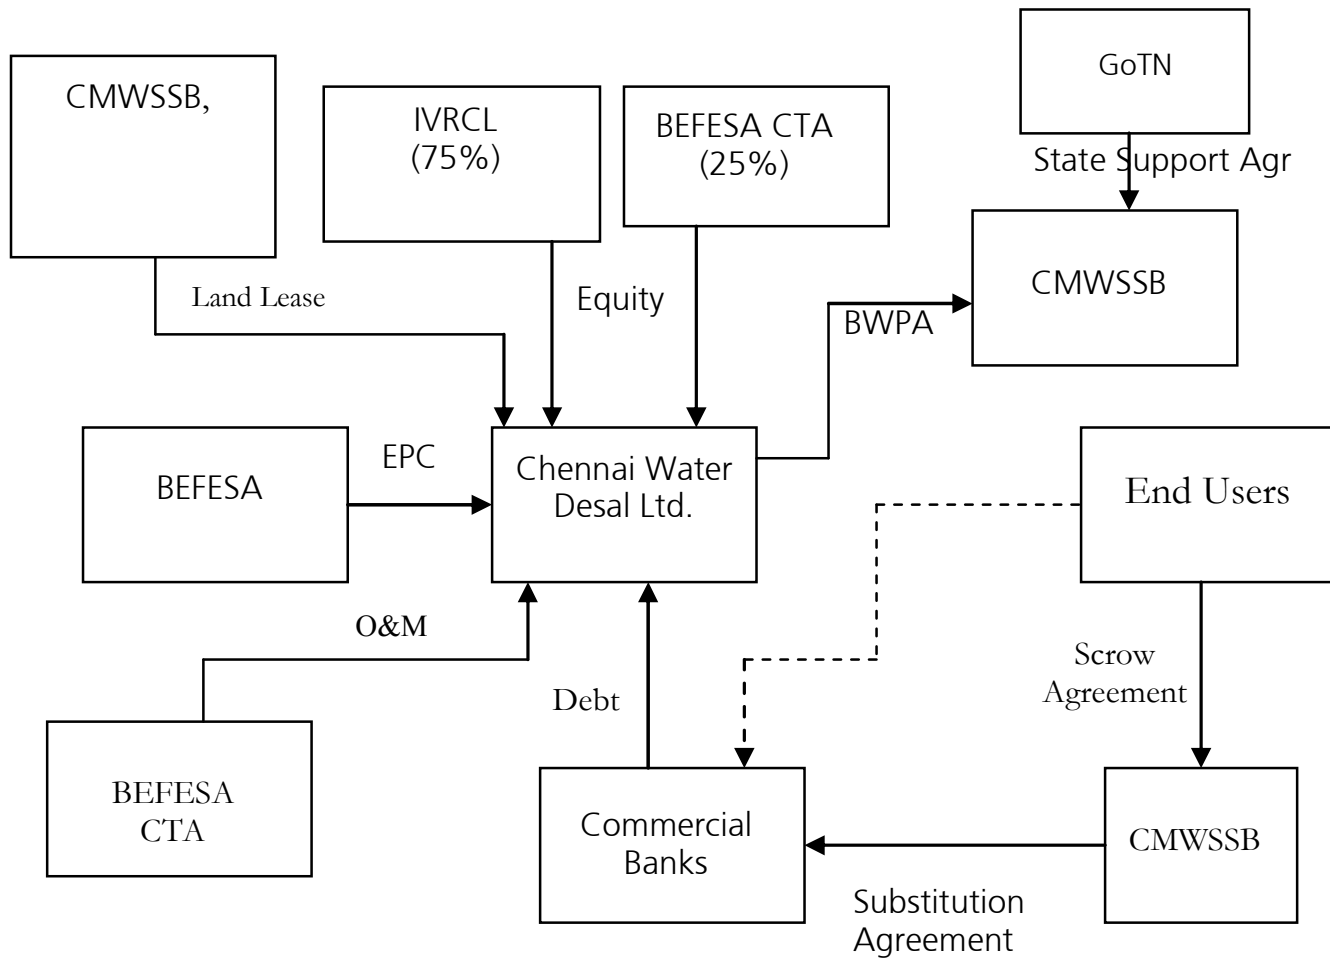 GoTN
CMWSSB,
IVRCL
(75%)
BEFESA CTA
(25%)
State Support Agr
Land Lease
Equity
BWPA
CMWSSB
EPC
BEFESA
Chennai Water
Desal Ltd.
End Users
O&M
Debt
Scrow
Agreement
BEFESA
CTA
Commercial
Banks
CMWSSB
Substitution
Agreement